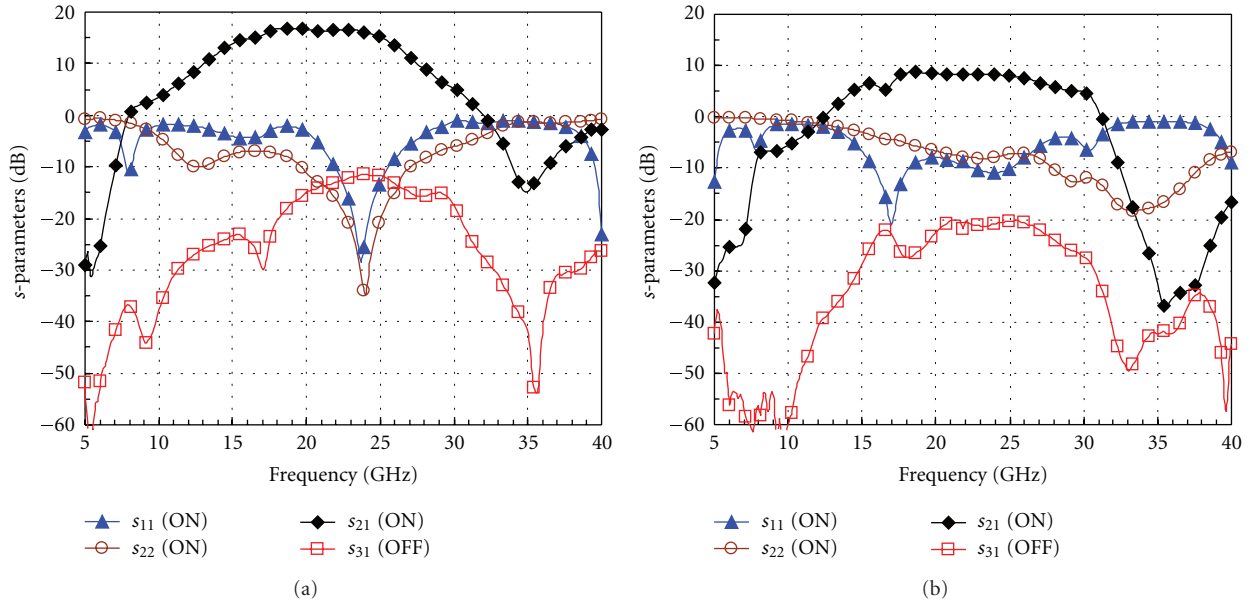 20
10
0
−10
−20
−30
−40
−50
−60
s-parameters (dB)
5 10 15 20 25 30 35 40
Frequency (GHz)
s11 (ON)
s21 (ON)
s22 (ON)
s31 (OFF)
(a)
20
10
0
−10
−20
−30
−40
−50
−60
s-parameters (dB)
5 10 15 20 25 30 35 40
Frequency (GHz)
s11 (ON)
s21 (ON)
s22 (ON)
s31 (OFF)
(b)